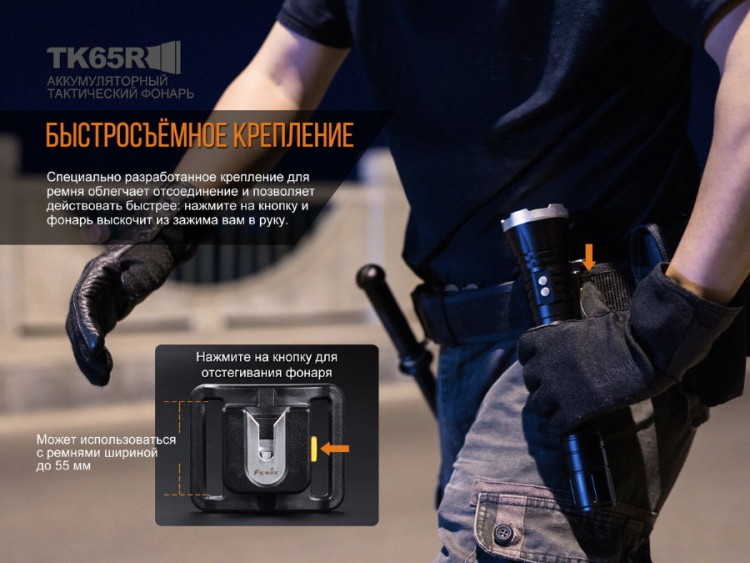 TK65R
АККУМУЛЯТОРНЫЙ
ТАКТИЧЕСКИЙ ФОНАРЬ
БЫСТРОСЪЁМНОЕ КРЕПЛЕНИЕ
Специально разработанное крепление для
ремня облегчает отсоединение и позволяет
действовать быстрее: нажмите на кнопку и
фонарь выскочит из зажима вам в руку.
Нажмите на кнопку для
отстегивания фонаря
Может использоваться
с ремнями шириной
до 55 мм
FENIX